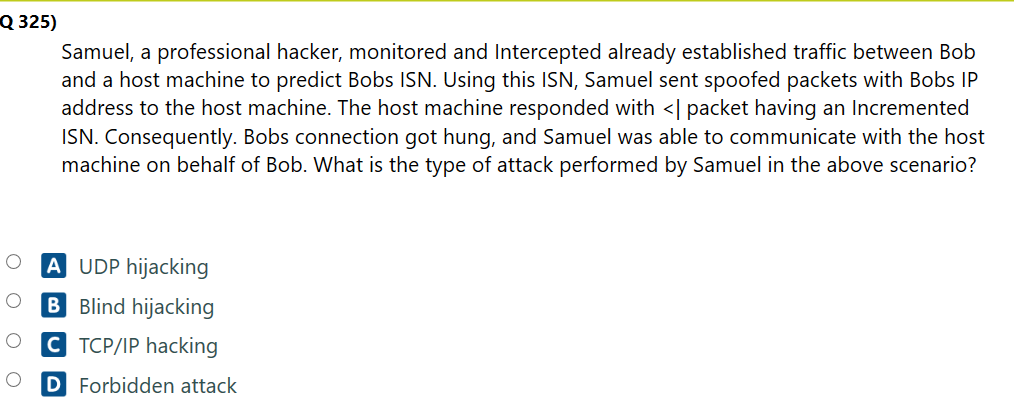 Q 325)
Samuel, a professional hacker, monitored and Intercepted already established traffic between Bob
and a host machine to predict Bobs ISN. Using this ISN, Samuel sent spoofed packets with Bobs IP
address to the host machine. The host machine responded with <| packet having an Incremented
ISN. Consequently. Bobs connection got hung, and Samuel was able to communicate with the host
machine on behalf of Bob. What is the type of attack performed by Samuel in the above scenario?
A UDP hijacking
B Blind hijacking
C TCP/IP hacking
D Forbidden attack